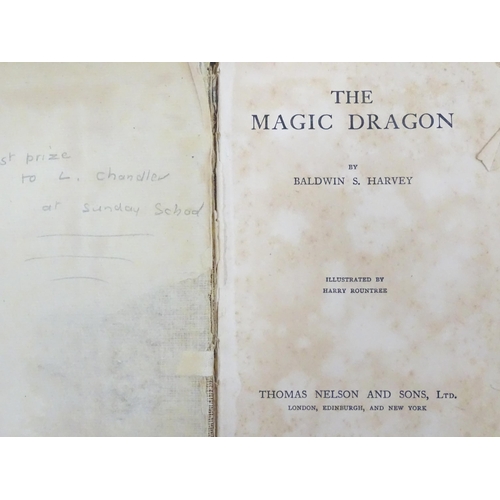 st prize
to L. Chandler
at Sunday School
THE
MAGIC DRAGON
BY
BALDWIN S. HARVEY
ILLUSTRATED BY
HARRY ROUNTREE
THOMAS NELSON AND SONS, LTD.
LONDON, EDINBURGH, AND NEW YORK